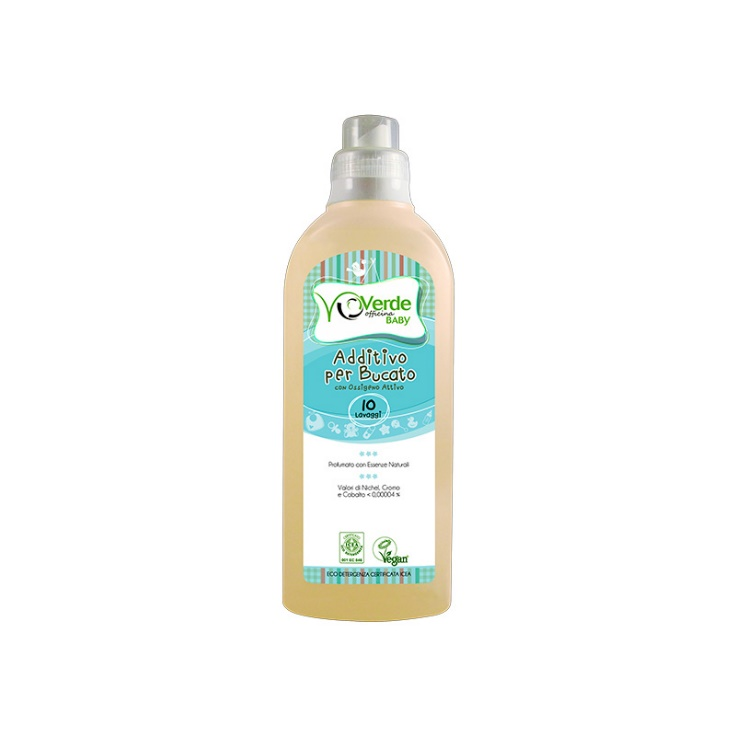 Verde
officina
BABY
Additivo
per Bucato
con Ossigeno Attivo
10
Lavaggi
Profumato con Essenze Naturali
Valori di Nichel, Cromo
e Cobalto < 0,00004 %
Vegan
ECO DETERGENZA CERTIFICATA ICEA